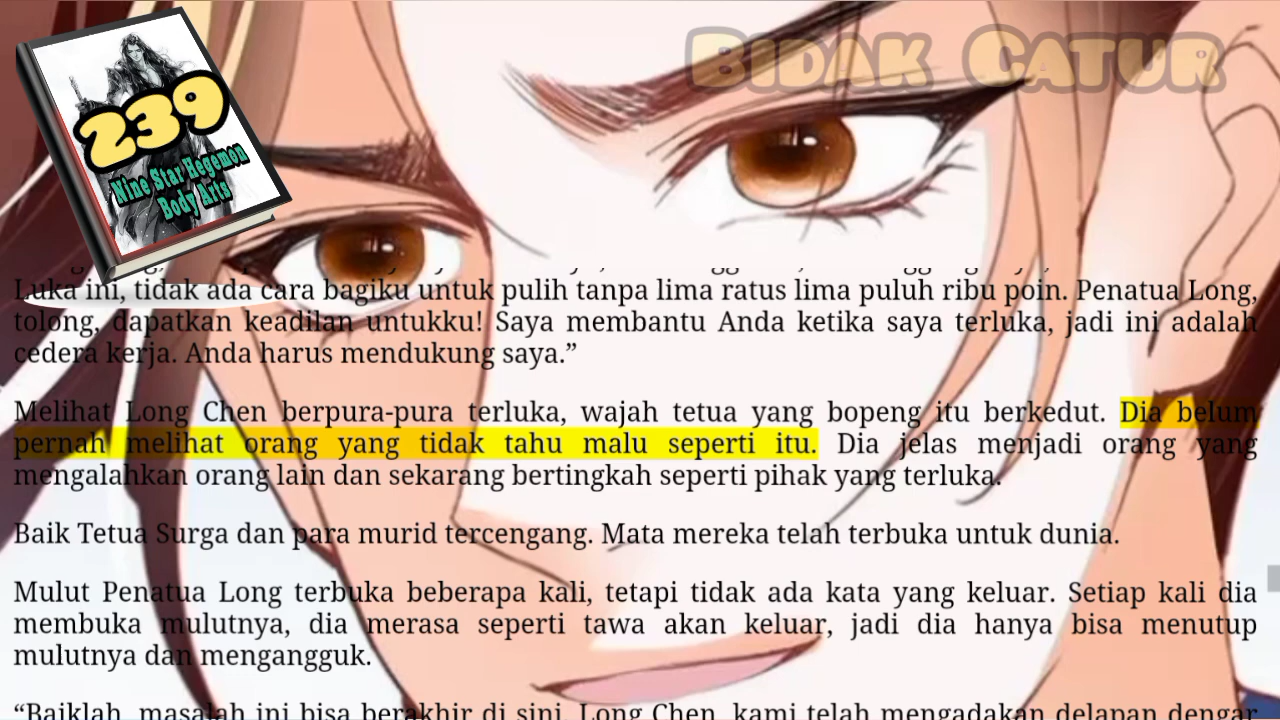 Bidak Catur
239
Nine Star Hegemon
Body Arts
Luka ini, tidak ada cara bagiku untuk pulih tanpa lima ratus lima puluh ribu poin. Penatua Long,
tolong, dapatkan keadilan untukku! Saya membantu Anda ketika saya terluka, jadi ini adalah
cedera kerja. Anda harus mendukung saya.”
Melihat Long Chen berpura-pura terluka, wajah tetua yang bopeng itu berkedut. Dia belum
pernah melihat orang yang tidak tahu malu seperti itu. Dia jelas menjadi orang yang
mengalahkan orang lain dan sekarang bertingkah seperti pihak yang terluka.
Baik Tetua Surga dan para murid tercengang. Mata mereka telah terbuka untuk dunia.
Mulut Penatua Long terbuka beberapa kali, tetapi tidak ada kata yang keluar. Setiap kali dia
membuka mulutnya, dia merasa seperti tawa akan keluar, jadi dia hanya bisa menutup
mulutnya dan mengangguk.
“Baiklah, masalah ini bisa berakhir di sini. Long Chen, kami telah mengadakan delapan dengar